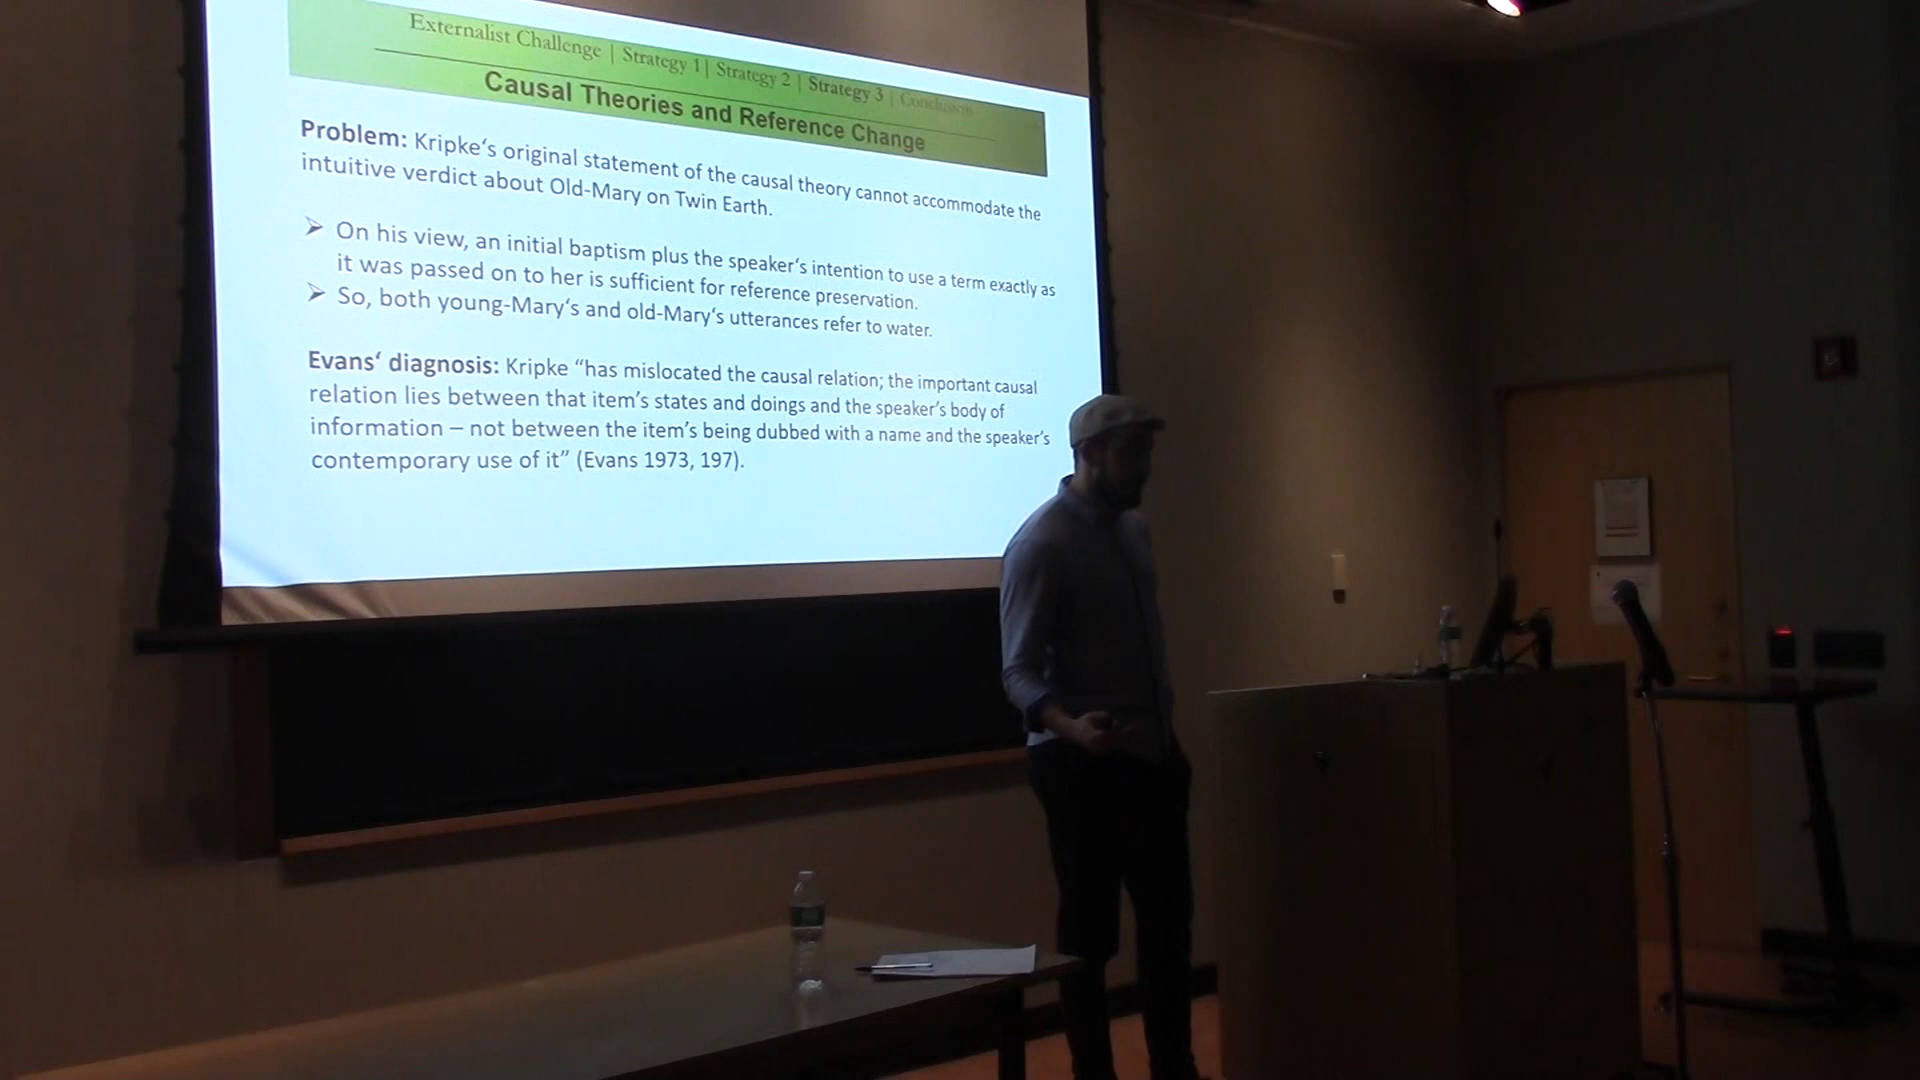 Externalist Challenge | Strategy 1| Strategy 2 | Strategy 3 | Conclusion
Causal Theories and Reference Change
Problem: Kripke‘s original statement of the causal theory cannot accommodate the
intuitive verdict about Old-Mary on Twin Earth.
➢ On his view, an initial baptism plus the speaker‘s intention to use a term exactly as
it was passed on to her is sufficient for reference preservation.
➢ So, both young-Mary‘s and old-Mary‘s utterances refer to water.
Evans‘ diagnosis: Kripke “has mislocated the causal relation; the important causal
relation lies between that item’s states and doings and the speaker’s body of
information – not between the item’s being dubbed with a name and the speaker’s
contemporary use of it” (Evans 1973, 197).